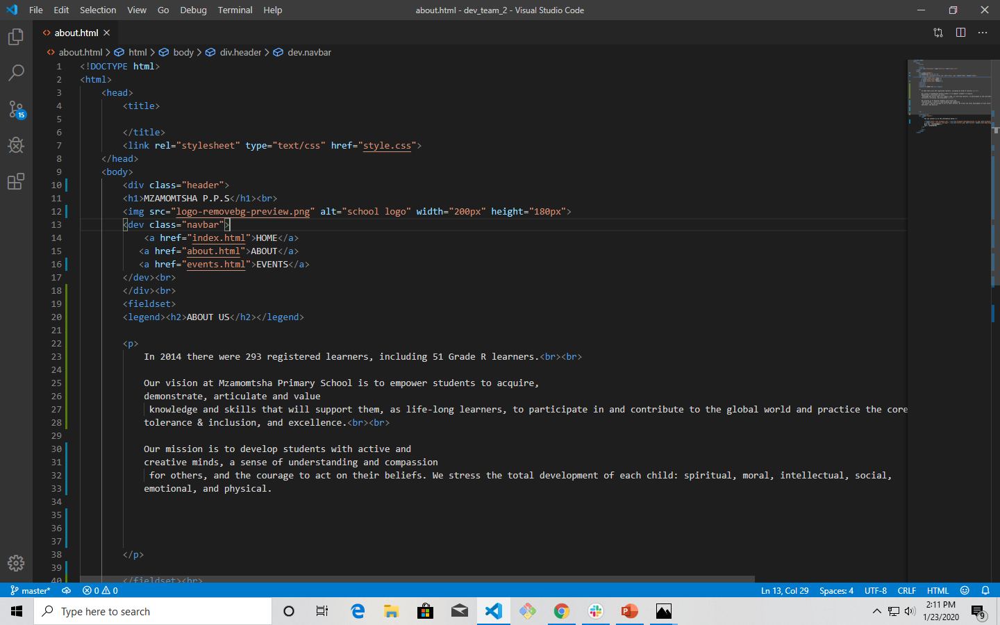 File Edit Selection View Go Debug Terminal Help about.html - dev_team_2 - Visual Studio Code
about.html
about.html > html > body > div.header > dev.navbar
1 <!DOCTYPE html>
2 <html>
3 <head>
4 <title>
5
6 </title>
7 <link rel="stylesheet" type="text/css" href="style.css">
8 </head>
9 <body>
10 <div class="header">
11 <h1>MZAMOMTSHA P.P.S</h1><br>
12 <img src="logo-removebg-preview.png" alt="school logo" width="200px" height="180px">
13 <dev class="navbar">
14 <a href="index.html">HOME</a>
15 <a href="about.html">ABOUT</a>
16 <a href="events.html">EVENTS</a>
17 </dev><br>
18 </div><br>
19 <fieldset>
20 <legend><h2>ABOUT US</h2></legend>
21
22 <p>
23 In 2014 there were 293 registered learners, including 51 Grade R learners.<br><br>
24
25 Our vision at Mzamomtsha Primary School is to empower students to acquire,
26 demonstrate, articulate and value
27 knowledge and skills that will support them, as life-long learners, to participate in and contribute to the global world and practice the core
28 tolerance & inclusion, and excellence.<br><br>
29
30 Our mission is to develop students with active and
31 creative minds, a sense of understanding and compassion
32 for others, and the courage to act on their beliefs. We stress the total development of each child: spiritual, moral, intellectual, social,
33 emotional, and physical.
34
35
36
37
38 </p>
39
40 </fieldset><br>
15
master* 0 0 Ln 13, Col 29 Spaces: 4 UTF-8 CRLF HTML
Type here to search
2:11 PM
1/23/2020
9